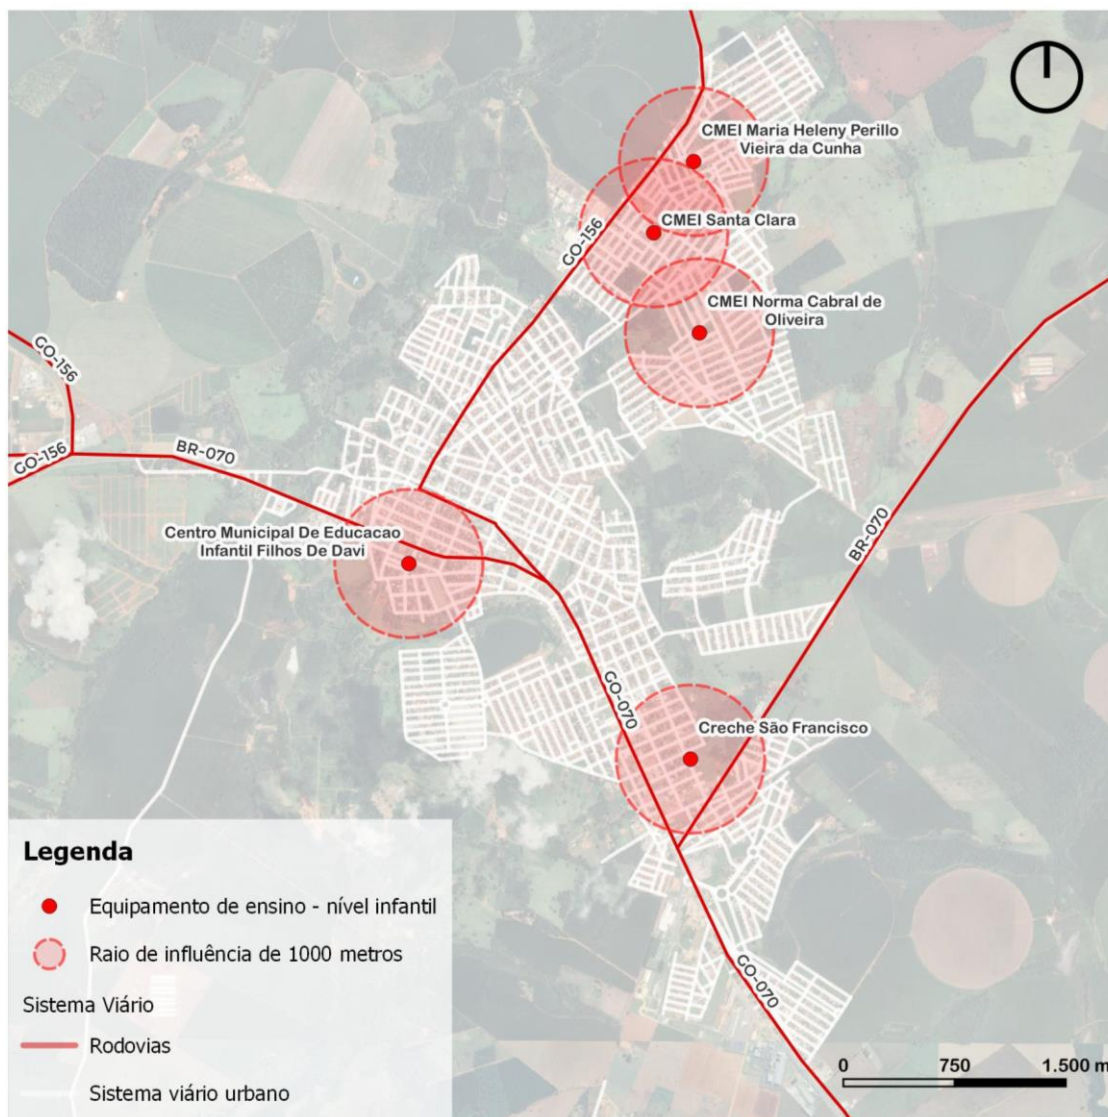 CMEI Maria Heleny Perillo
Vieira da Cunha
CMEI Santa Clara
GO-156
CMEI Norma Cabral de
Oliveira
GO-156
GO-156
BR-070
BR-070
Centro Municipal De Educacao
Infantil Filhos De Davi
GO-070
Creche São Francisco
GO-070
Legenda
Equipamento de ensino - nível infantil
Raio de influência de 1000 metros
Sistema Viário
Rodovias
Sistema viário urbano
0 750 1.500 m